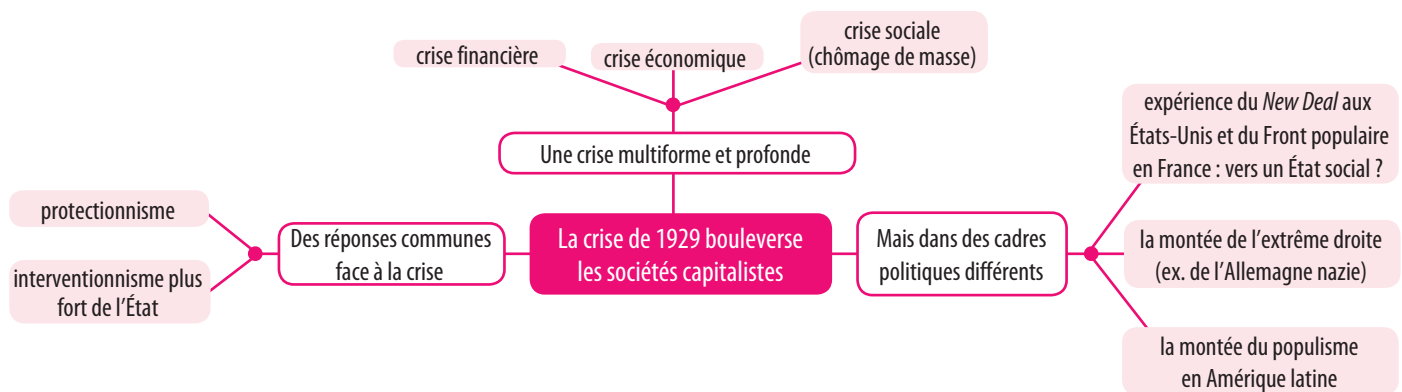 crise financière
crise économique
crise sociale
(chômage de masse)
Une crise multiforme et profonde
protectionnisme
interventionnisme plus
fort de l'État
Des réponses communes
face à la crise
La crise de 1929 bouleverse
les sociétés capitalistes
Mais dans des cadres
politiques différents
expérience du New Deal aux
États-Unis et du Front populaire
en France : vers un État social ?
la montée de l'extrême droite
(ex. de l'Allemagne nazie)
la montée du populisme
en Amérique latine